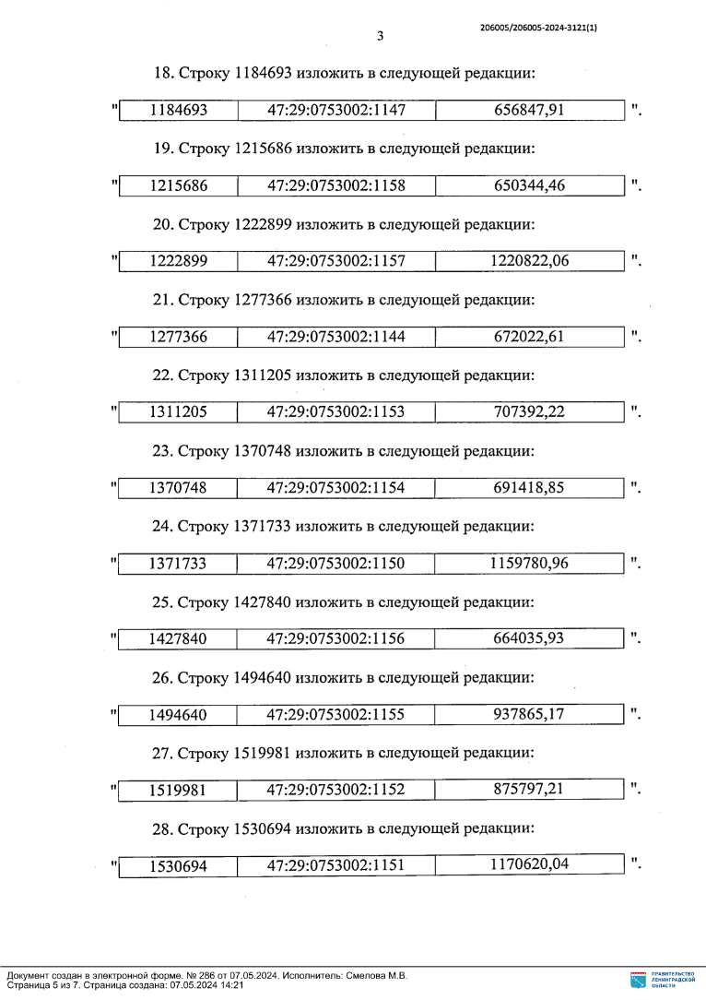 206005/206005-2024-3121(1)
3
18. Строку 1184693 изложить в следующей редакции:
" 1184693 47:29:0753002:1147 656847,91 ".
19. Строку 1215686 изложить в следующей редакции:
" 1215686 47:29:0753002:1158 650344,46 ".
20. Строку 1222899 изложить в следующей редакции:
" 1222899 47:29:0753002:1157 1220822,06 ".
21. Строку 1277366 изложить в следующей редакции:
" 1277366 47:29:0753002:1144 672022,61 ".
22. Строку 1311205 изложить в следующей редакции:
" 1311205 47:29:0753002:1153 707392,22 ".
23. Строку 1370748 изложить в следующей редакции:
" 1370748 47:29:0753002:1154 691418,85 ".
24. Строку 1371733 изложить в следующей редакции:
" 1371733 47:29:0753002:1150 1159780,96 ".
25. Строку 1427840 изложить в следующей редакции:
" 1427840 47:29:0753002:1156 664035,93 ".
26. Строку 1494640 изложить в следующей редакции:
" 1494640 47:29:0753002:1155 937865,17 ".
27. Строку 1519981 изложить в следующей редакции:
" 1519981 47:29:0753002:1152 875797,21 ".
28. Строку 1530694 изложить в следующей редакции:
" 1530694 47:29:0753002:1151 1170620,04 ".
Документ создан в электронной форме. № 286 от 07.05.2024. Исполнитель: Смелова М.В.
Страница 5 из 7. Страница создана: 07.05.2024 14:21
ПРАВИТЕЛЬСТВО
ЛЕНИНГРАДСКОЙ
ОБЛАСТИ